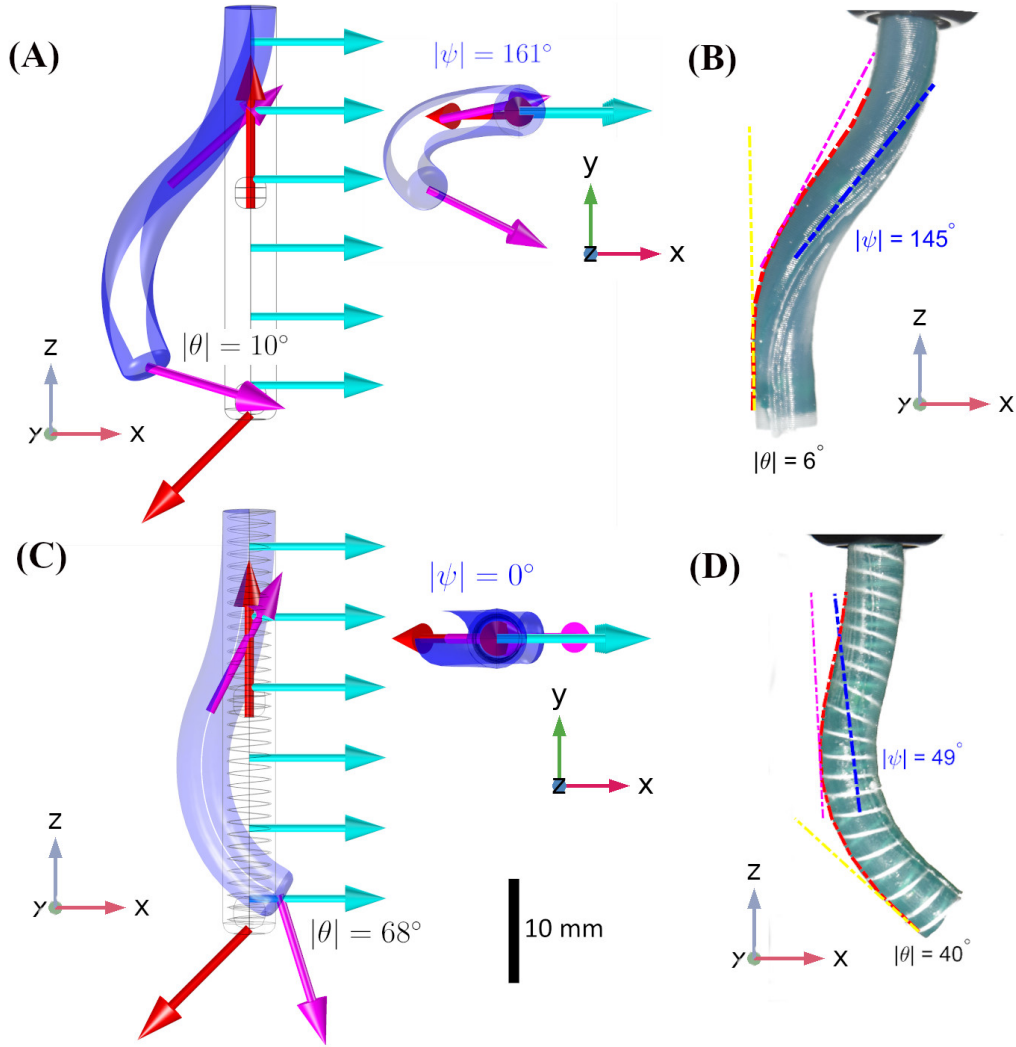 (A)
|ψ| = 161°
|θ| = 10°
z
x
y
y
x
z
(B)
|ψ| = 145°
z
x
y
|θ| = 6°
(C)
|ψ| = 0°
|θ| = 68°
z
x
y
y
x
z
10 mm
(D)
|ψ| = 49°
z
x
y
|θ| = 40°